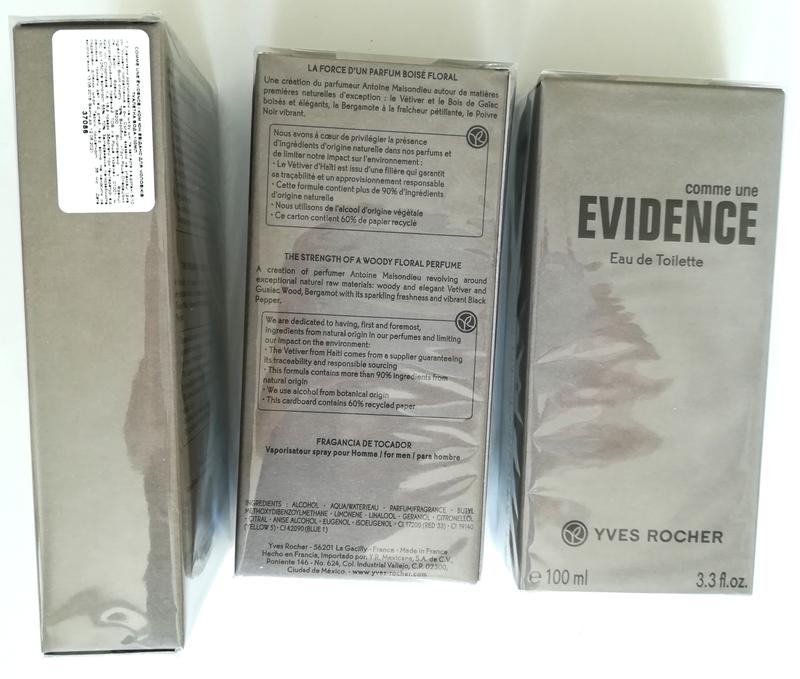 37088
LA FORCE D'UN PARFUM BOISÉ FLORAL
Une création du parfumeur Antoine Maisondieu autour de matières
premières naturelles d'exception : le Vétiver et le Bois de Gaïac
boisés et élégants, la Bergamote à la fraîcheur pétillante, le Poivre
Noir vibrant.
Nous avons à cœur de privilégier la présence
d'ingrédients d'origine naturelle dans nos parfums et
de limiter notre impact sur l'environnement :
• Le Vétiver d'Haïti est issu d'une filière qui garantit
sa traçabilité et un approvisionnement responsable
• Cette formule contient plus de 90% d'ingrédients
d'origine naturelle
• Nous utilisons de l'alcool d'origine végétale
• Ce carton contient 60% de papier recyclé
THE STRENGTH OF A WOODY FLORAL PERFUME
A creation of perfumer Antoine Maisondieu revolving around
exceptional natural raw materials: woody and elegant Vetiver and
Guaiac Wood, Bergamot with its sparkling freshness and vibrant Black
Pepper.
We are dedicated to having, first and foremost,
ingredients from natural origin in our perfumes and limiting
our impact on the environment:
• The Vetiver from Haiti comes from a supplier guaranteeing
its traceability and responsible sourcing
• This formula contains more than 90% ingredients from
natural origin
• We use alcohol from botanical origin
• This cardboard contains 60% recycled paper
FRAGANCIA DE TOCADOR
Vaporisateur spray pour Homme / for men / para hombre
INGREDIENTS : ALCOHOL • AQUA/WATER/EAU • PARFUM/FRAGRANCE • BUTYL
METHOXYDIBENZOYLMETHANE • LIMONENE • LINALOOL • GERANIOL • CITRONELLOL
• CITRAL • ANISE ALCOHOL • EUGENOL • ISOEUGENOL • CI 17200 (RED 33) • CI 19140
(YELLOW 5) • CI 42090 (BLUE 1)
Yves Rocher - 56201 La Gacilly - France - Made in France
Hecho en Francia, Importado por: Y.R. Mexicana, S.A. de C.V.,
Poniente 146 - No. 624, Col. Industrial Vallejo, C.P. 02300,
Ciudad de México. - www.yves-rocher.com
comme une
EVIDENCE
Eau de Toilette
YVES ROCHER
e 100 ml 3.3 fl.oz.